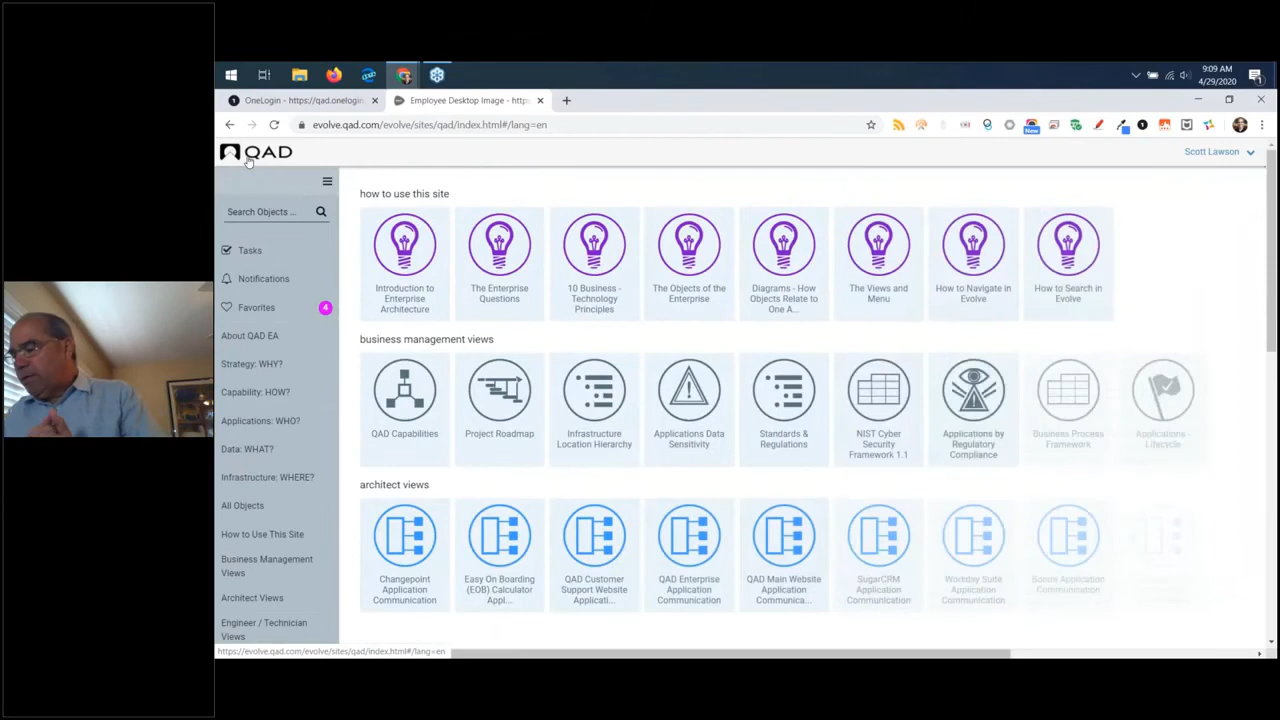 9:09 AM
4/29/2020
OneLogin - https://qad.onelogin
Employee Desktop Image - https
evolve.qad.com/evolve/sites/qad/index.html#/lang=en
New
QAD
Scott Lawson
Search Objects ...
Tasks
Notifications
Favorites
4
About QAD EA
Strategy: WHY?
Capability: HOW?
Applications: WHO?
Data: WHAT?
Infrastructure: WHERE?
All Objects
How to Use This Site
Business Management
Views
Architect Views
Engineer / Technician
Views
how to use this site
Introduction to
Enterprise
Architecture
The Enterprise
Questions
10 Business -
Technology
Principles
The Objects of the
Enterprise
Diagrams - How
Objects Relate to
One A...
The Views and
Menu
How to Navigate in
Evolve
How to Search in
Evolve
business management views
QAD Capabilities
Project Roadmap
Infrastructure
Location Hierarchy
Applications Data
Sensitivity
Standards &
Regulations
NIST Cyber
Security
Framework 1.1
Applications by
Regulatory
Compliance
Business Process
Framework
Applications -
Lifecycle
architect views
Changepoint
Application
Communication
Easy On Boarding
(EOB) Calculator
Appl...
QAD Customer
Support Website
Applicati...
QAD Enterprise
Application
Communication
QAD Main Website
Application
Communica...
SugarCRM
Application
Communication
Workday Suite
Application
Communication
Boomi Application
Communication
https://evolve.qad.com/evolve/sites/qad/index.html#/lang=en